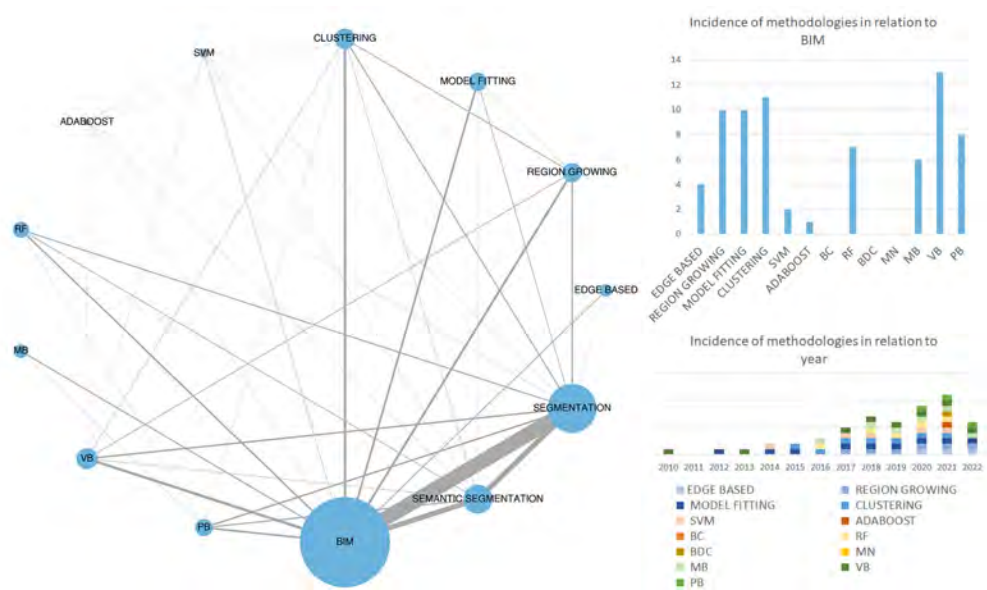 CLUSTERING
SVM
MODEL FITTING
ADABOOST
REGION GROWING
RF
EDGE BASED
MB
SEGMENTATION
VB
SEMANTIC SEGMENTATION
PB
BIM
Incidence of methodologies in relation to
BIM
14
12
10
8
6
4
2
0
EDGE BASED
REGION GROWING
MODEL FITTING
CLUSTERING
SVM
ADABOOST
BC
RF
BDC
MN
MB
VB
PB
Incidence of methodologies in relation to
year
2010 2011 2012 2013 2014 2015 2016 2017 2018 2019 2020 2021 2022
EDGE BASED REGION GROWING
MODEL FITTING CLUSTERING
SVM ADABOOST
BC RF
BDC MN
MB VB
PB